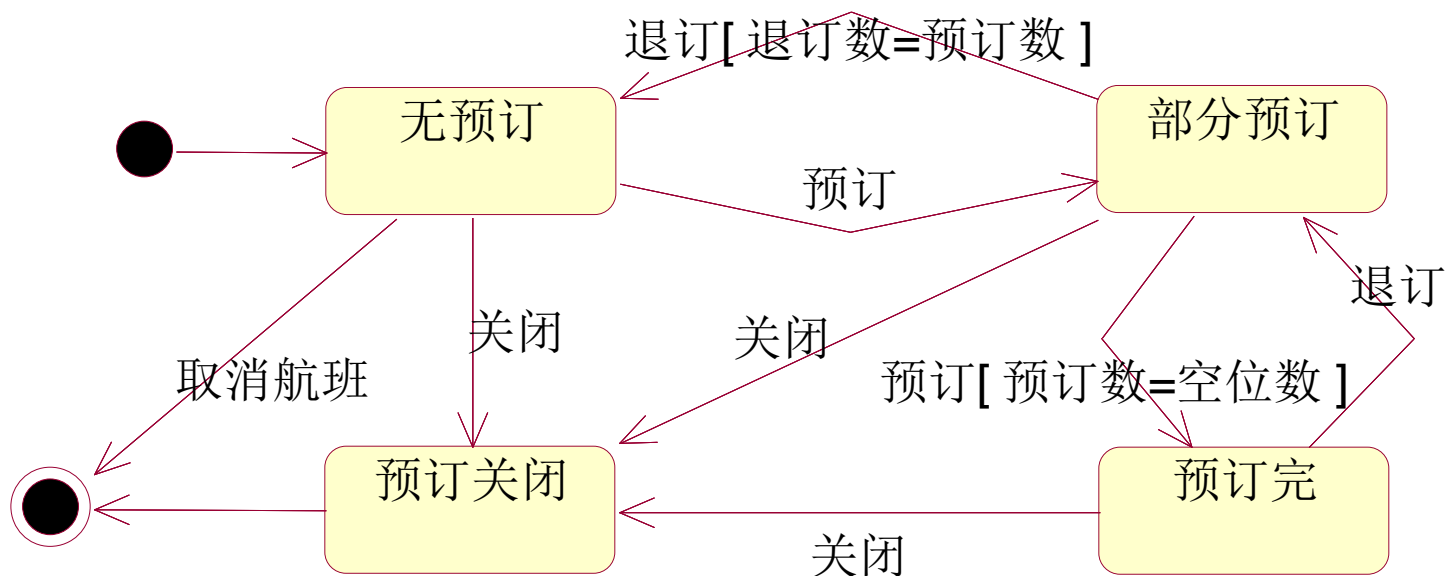 退订[ 退订数=预订数 ]
无预订
部分预订
预订
退订
关闭
关闭
取消航班
预订[ 预订数=空位数 ]
预订关闭
预订完
关闭